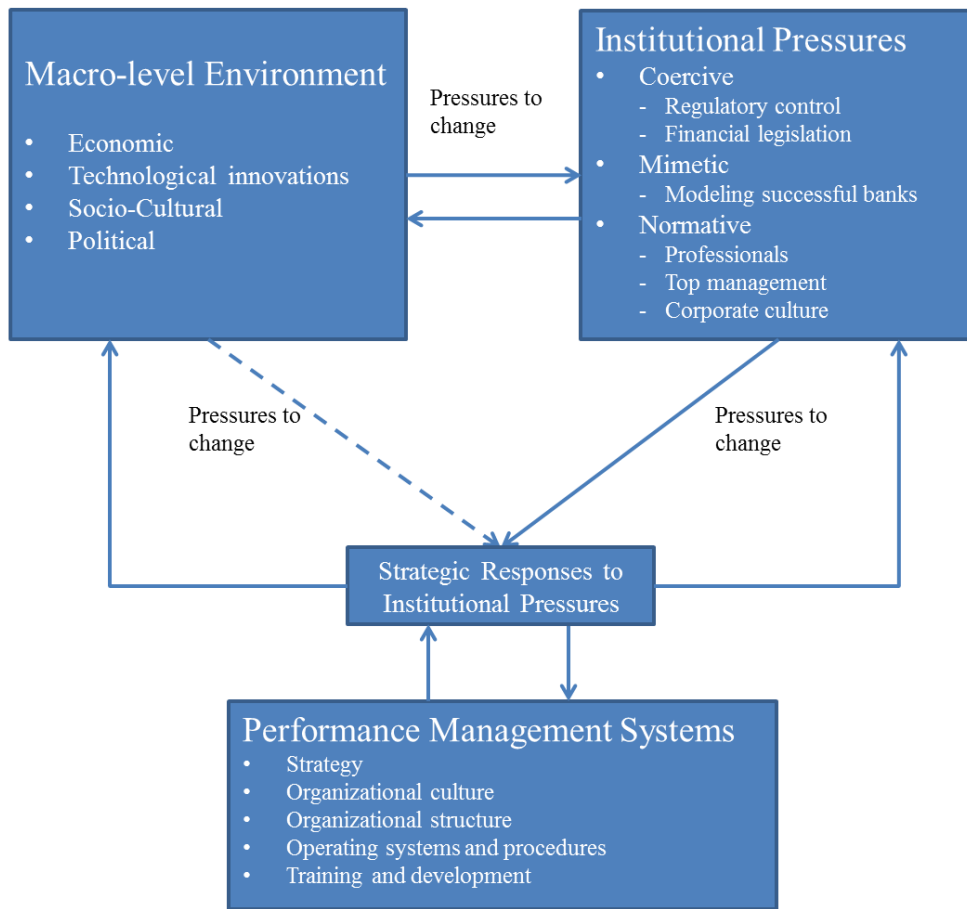 Macro-level Environment
• Economic
• Technological innovations
• Socio-Cultural
• Political
Pressures to
change
Institutional Pressures
• Coercive
- Regulatory control
- Financial legislation
• Mimetic
- Modeling successful banks
• Normative
- Professionals
- Top management
- Corporate culture
Pressures to
change
Pressures to
change
Strategic Responses to
Institutional Pressures
Performance Management Systems
• Strategy
• Organizational culture
• Organizational structure
• Operating systems and procedures
• Training and development